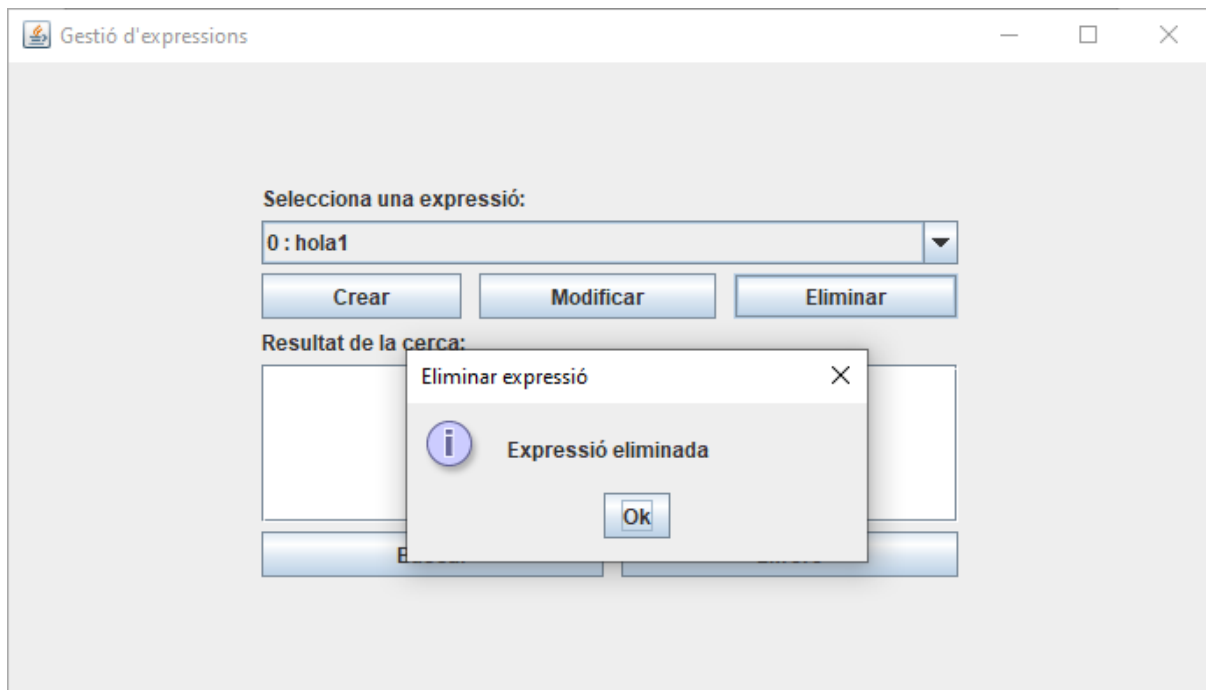 Gestió d'expressions
Selecciona una expressió:
0 : hola1
Crear Modificar Eliminar
Resultat de la cerca:
Eliminar expressió
Expressió eliminada
Ok